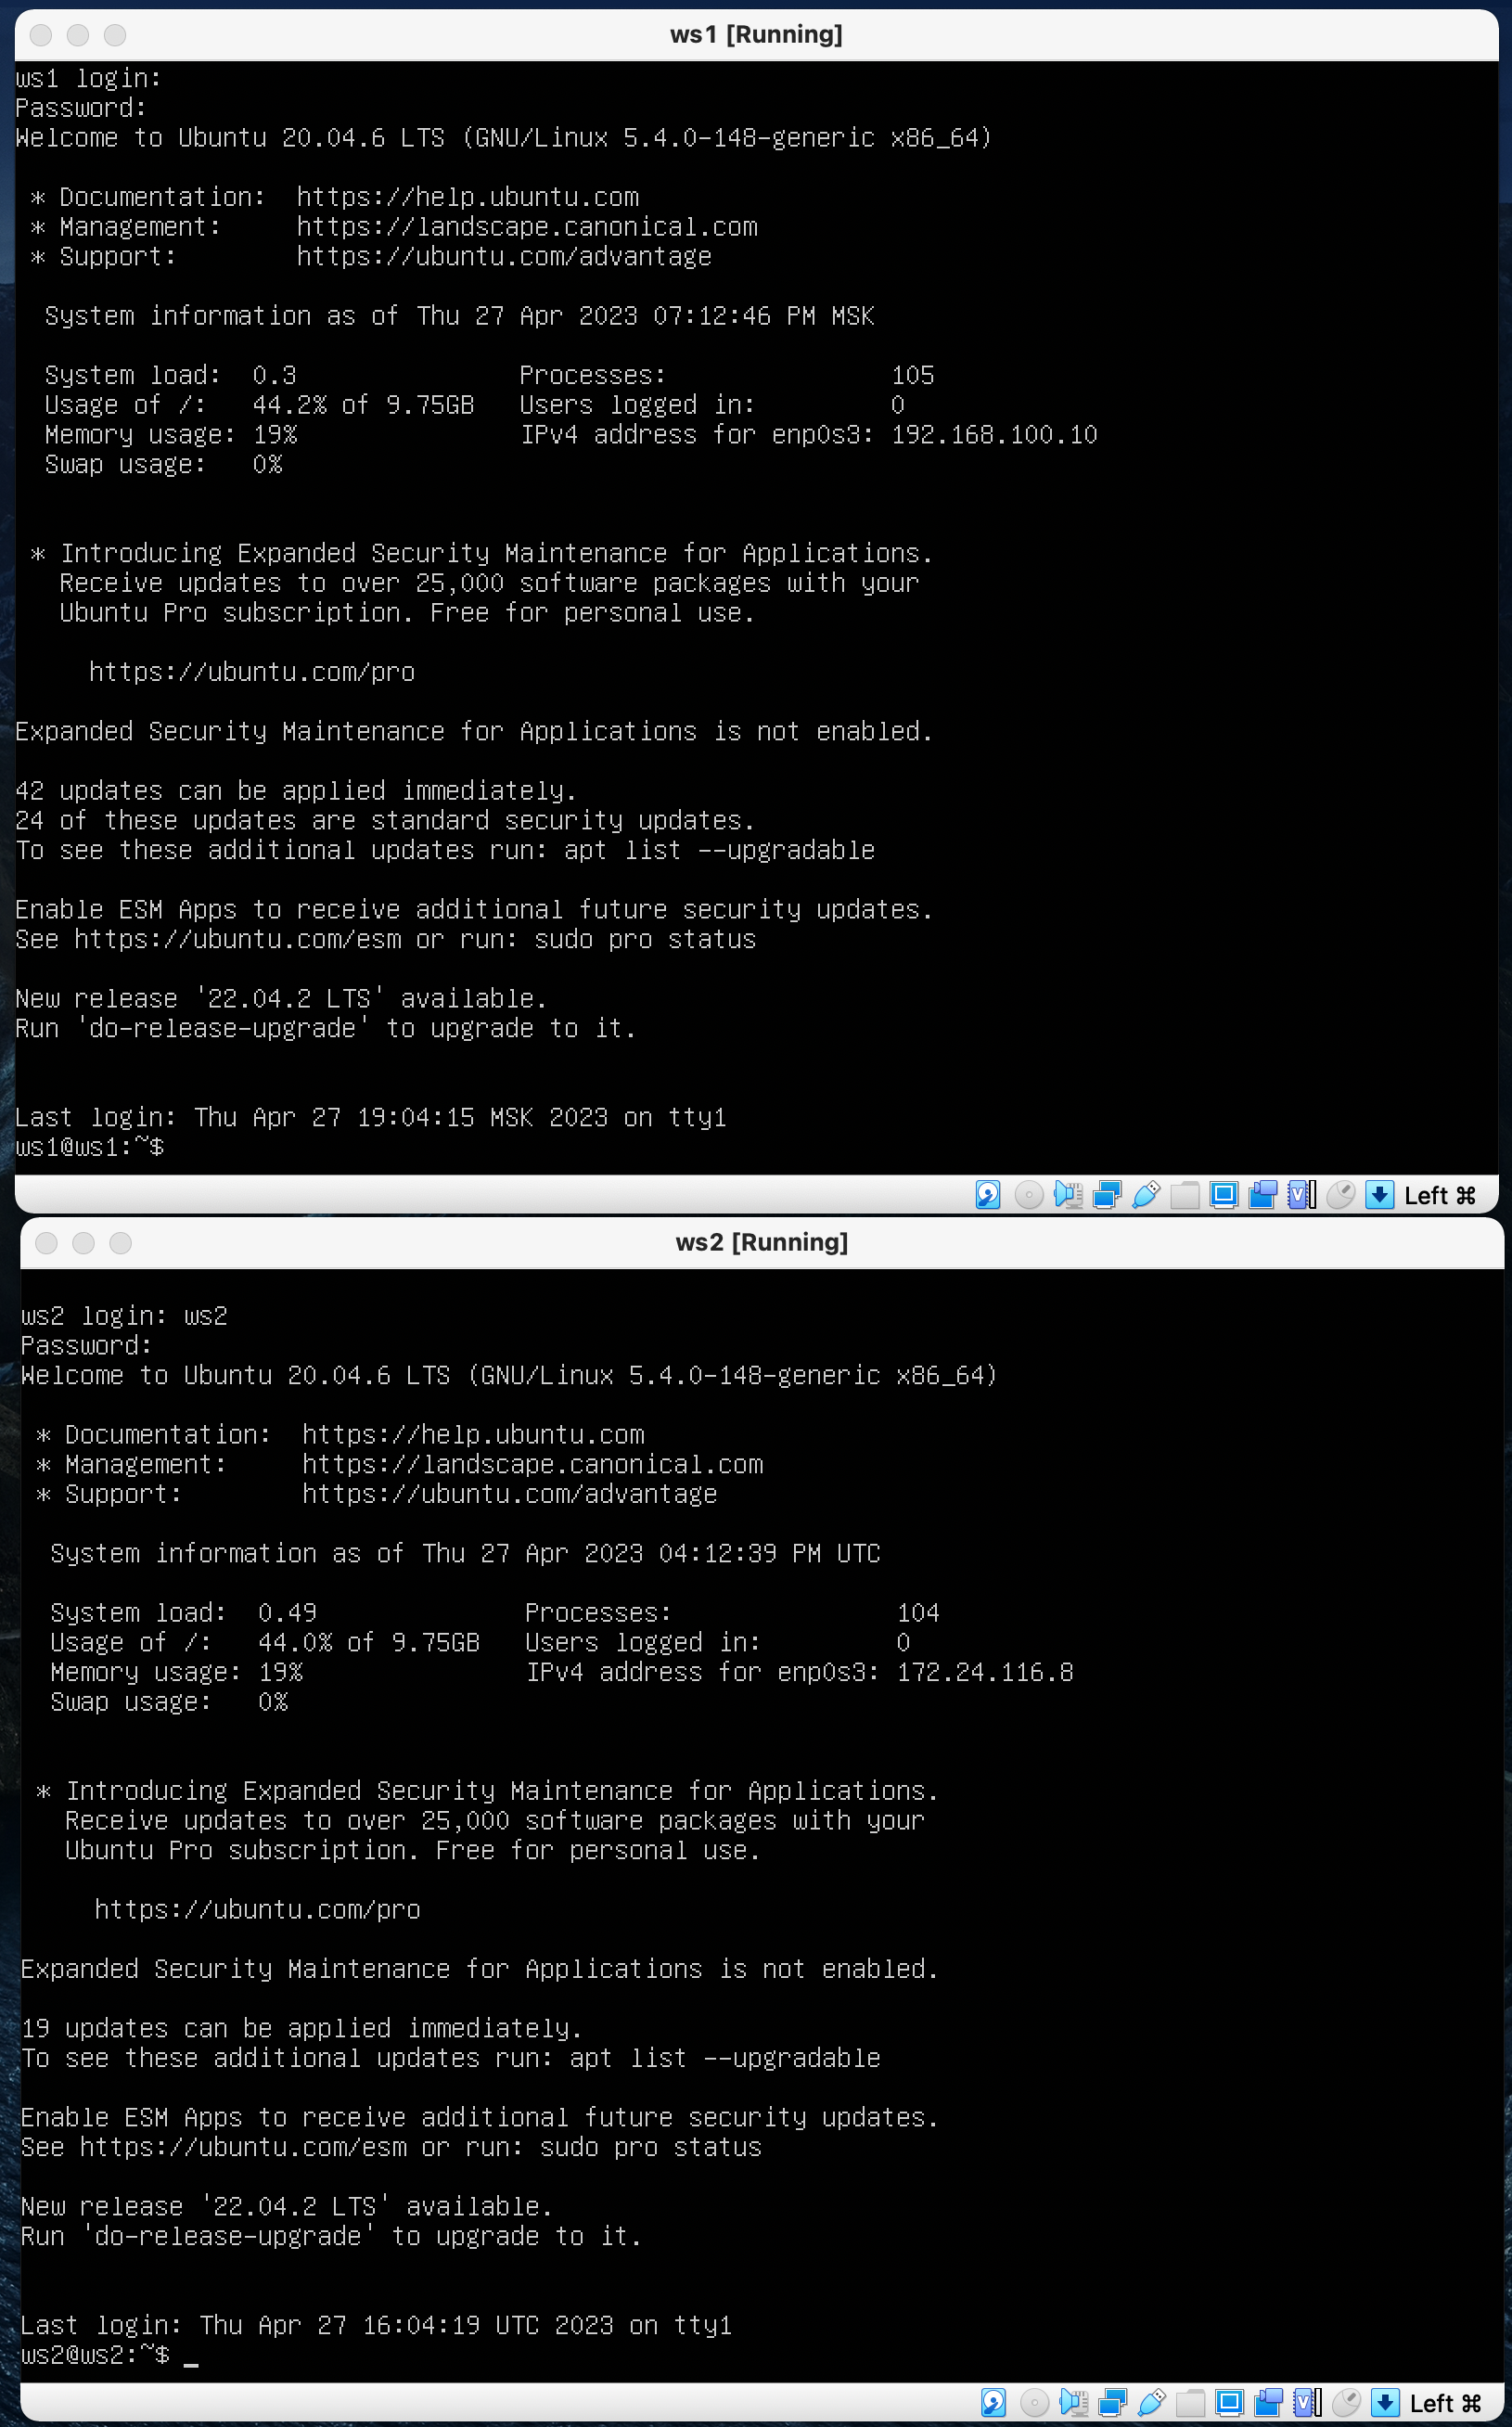 ws1 [Running]
ws1 login:
Password:
Welcome to Ubuntu 20.04.6 LTS (GNU/Linux 5.4.0-148-generic x86_64)
* Documentation:  https://help.ubuntu.com
* Management:     https://landscape.canonical.com
* Support:        https://ubuntu.com/advantage
System information as of Thu 27 Apr 2023 07:12:46 PM MSK
System load:  0.3               Processes:               105
Usage of /:   44.2% of 9.75GB   Users logged in:         0
Memory usage: 19%               IPv4 address for enp0s3: 192.168.100.10
Swap usage:   0%
* Introducing Expanded Security Maintenance for Applications.
Receive updates to over 25,000 software packages with your
Ubuntu Pro subscription. Free for personal use.
https://ubuntu.com/pro
Expanded Security Maintenance for Applications is not enabled.
42 updates can be applied immediately.
24 of these updates are standard security updates.
To see these additional updates run: apt list --upgradable
Enable ESM Apps to receive additional future security updates.
See https://ubuntu.com/esm or run: sudo pro status
New release '22.04.2 LTS' available.
Run 'do-release-upgrade' to upgrade to it.
Last login: Thu Apr 27 19:04:15 MSK 2023 on tty1
ws1@ws1:~$
Left ⌘
ws2 [Running]
ws2 login: ws2
Password:
Welcome to Ubuntu 20.04.6 LTS (GNU/Linux 5.4.0-148-generic x86_64)
* Documentation:  https://help.ubuntu.com
* Management:     https://landscape.canonical.com
* Support:        https://ubuntu.com/advantage
System information as of Thu 27 Apr 2023 04:12:39 PM UTC
System load:  0.49              Processes:               104
Usage of /:   44.0% of 9.75GB   Users logged in:         0
Memory usage: 19%               IPv4 address for enp0s3: 172.24.116.8
Swap usage:   0%
* Introducing Expanded Security Maintenance for Applications.
Receive updates to over 25,000 software packages with your
Ubuntu Pro subscription. Free for personal use.
https://ubuntu.com/pro
Expanded Security Maintenance for Applications is not enabled.
19 updates can be applied immediately.
To see these additional updates run: apt list --upgradable
Enable ESM Apps to receive additional future security updates.
See https://ubuntu.com/esm or run: sudo pro status
New release '22.04.2 LTS' available.
Run 'do-release-upgrade' to upgrade to it.
Last login: Thu Apr 27 16:04:19 UTC 2023 on tty1
ws2@ws2:~$ _
Left ⌘